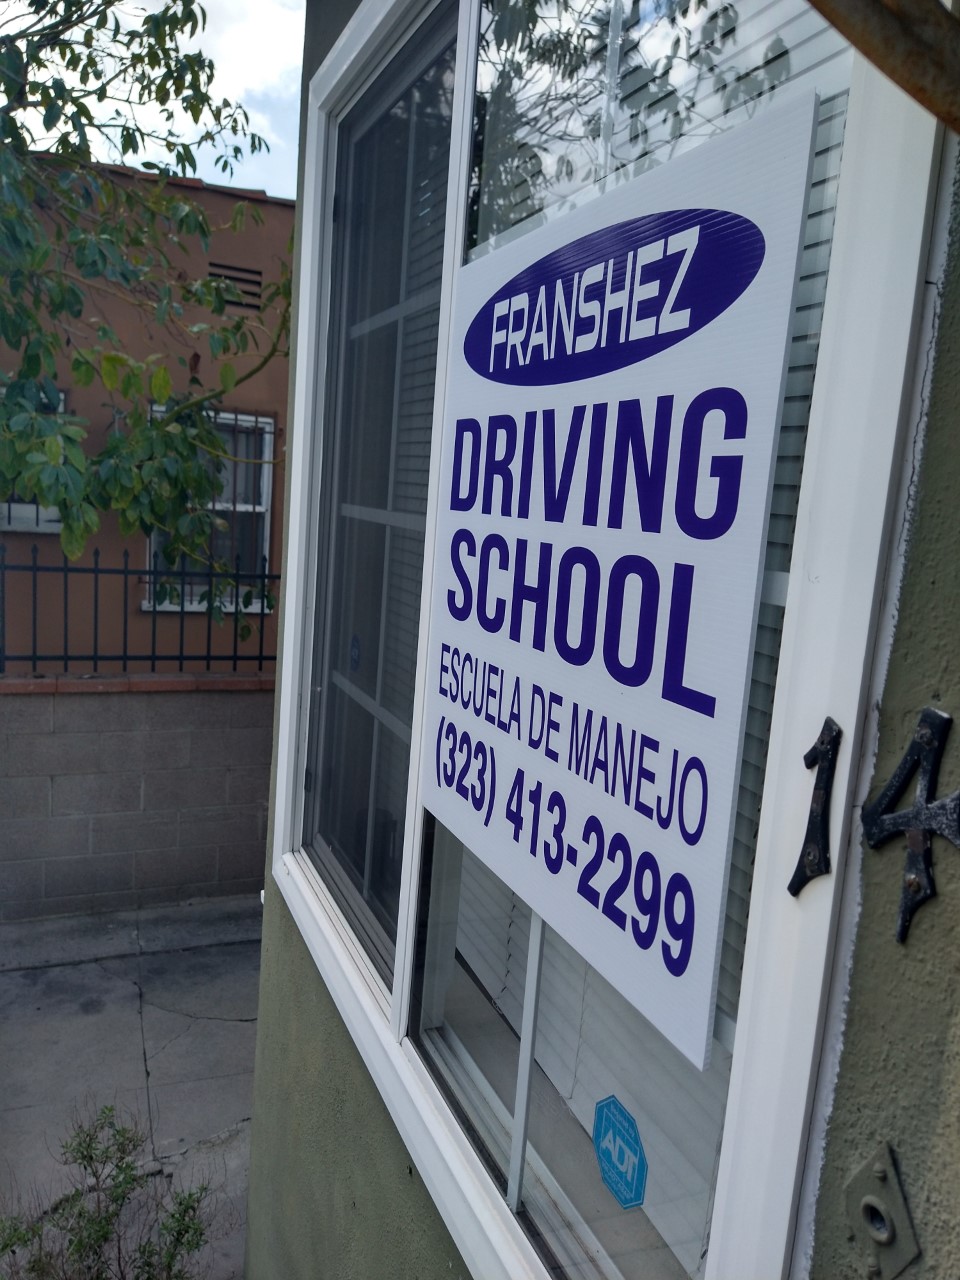 FRANSHEZ
DRIVING
SCHOOL
ESCUELA DE MANEJO
(323) 413-2299
14
ADT